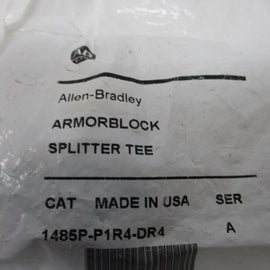 Allen-Bradley
ARMORBLOCK
SPLITTER TEE
CAT MADE IN USA SER
1485P-P1R4-DR4 A